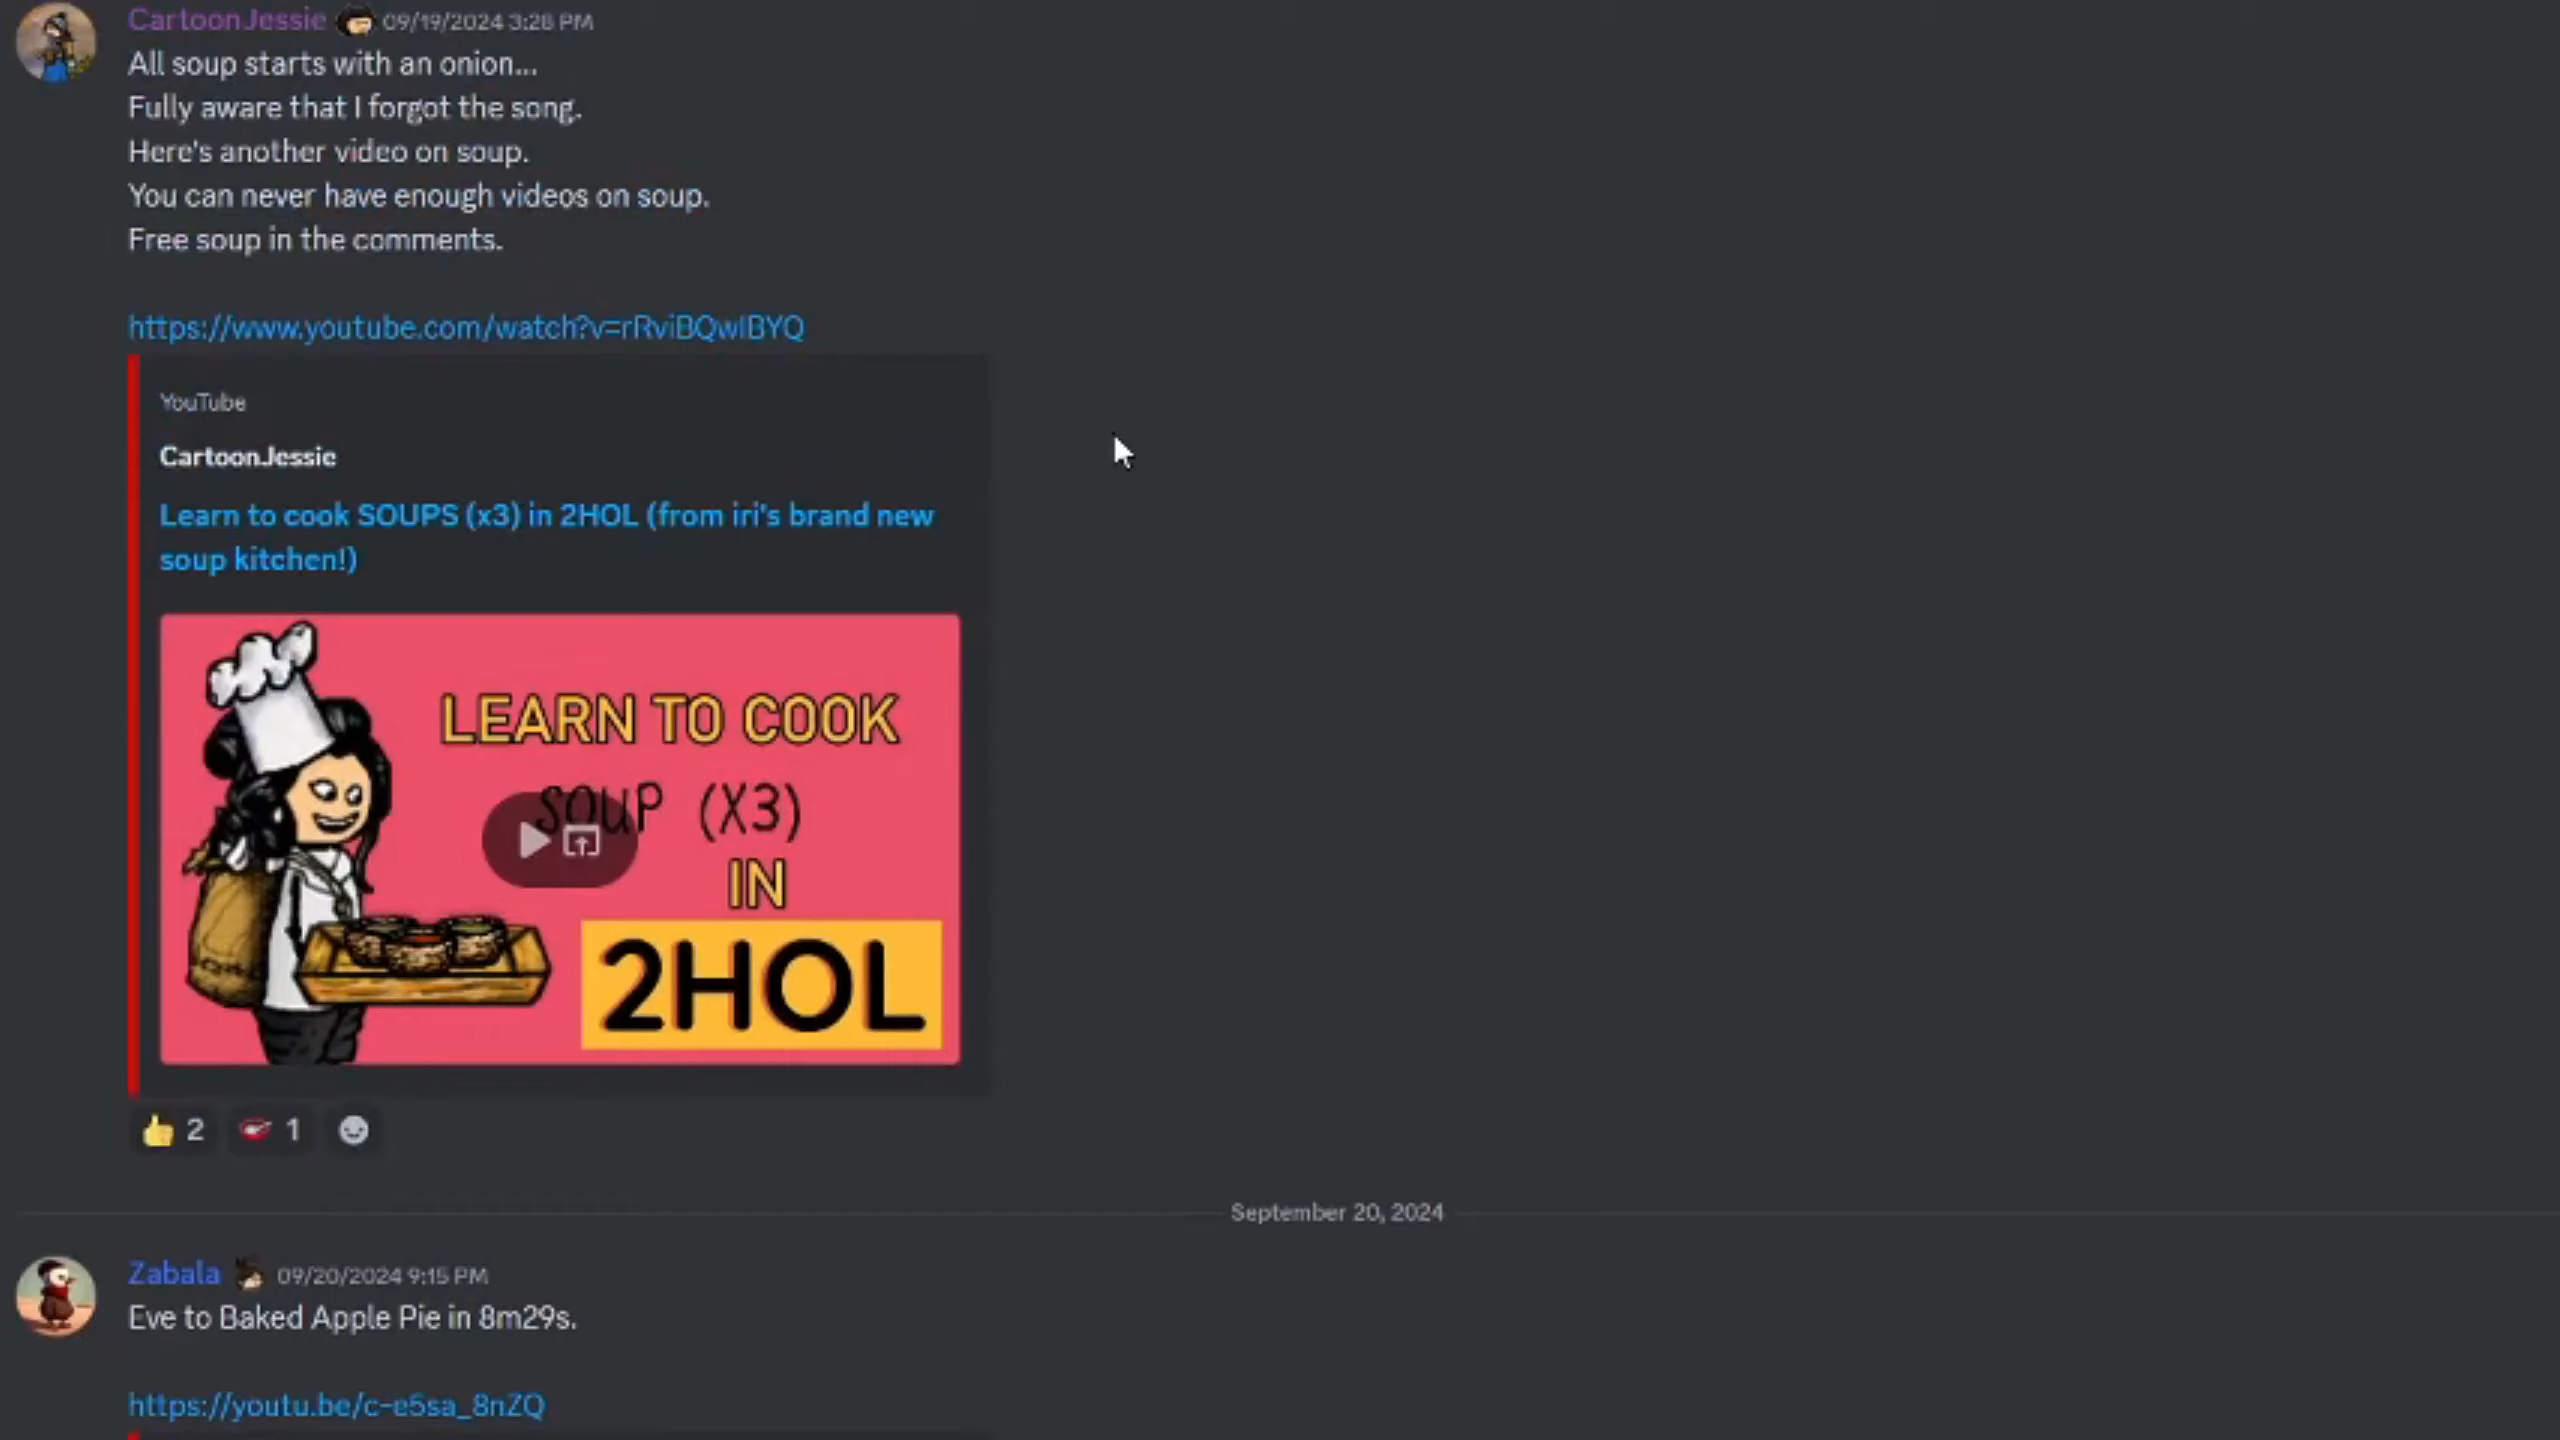 CartoonJessie 09/19/2024 3:28 PM
All soup starts with an onion...
Fully aware that I forgot the song.
Here's another video on soup.
You can never have enough videos on soup.
Free soup in the comments.
https://www.youtube.com/watch?v=rRviBQwIBYQ
YouTube
CartoonJessie
Learn to cook SOUPS (x3) in 2HOL (from iri's brand new
soup kitchen!)
LEARN TO COOK
SOUP (X3)
IN
2HOL
2 1
September 20, 2024
Zabala 09/20/2024 9:15 PM
Eve to Baked Apple Pie in 8m29s.
https://youtu.be/c-e5sa_8nZQ